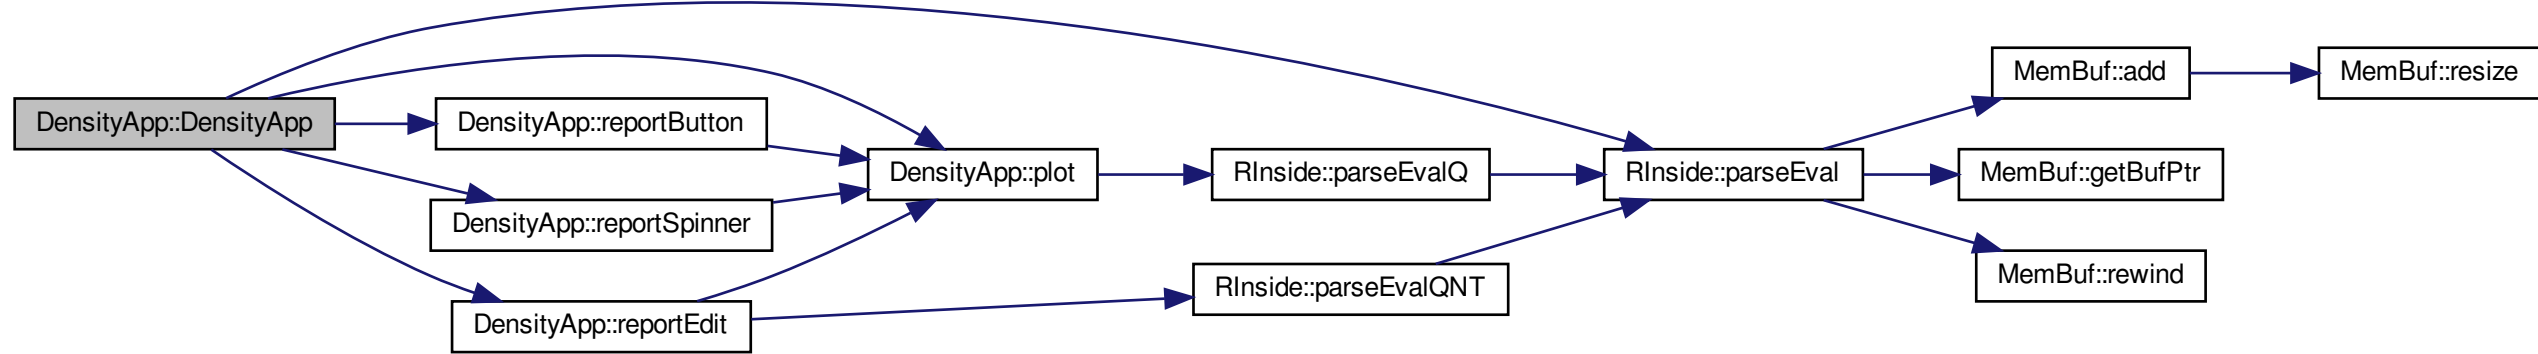 DensityApp::DensityApp
DensityApp::reportButton
DensityApp::reportSpinner
DensityApp::reportEdit
DensityApp::plot
RInside::parseEvalQ
RInside::parseEvalQNT
RInside::parseEval
MemBuf::add
MemBuf::getBufPtr
MemBuf::rewind
MemBuf::resize